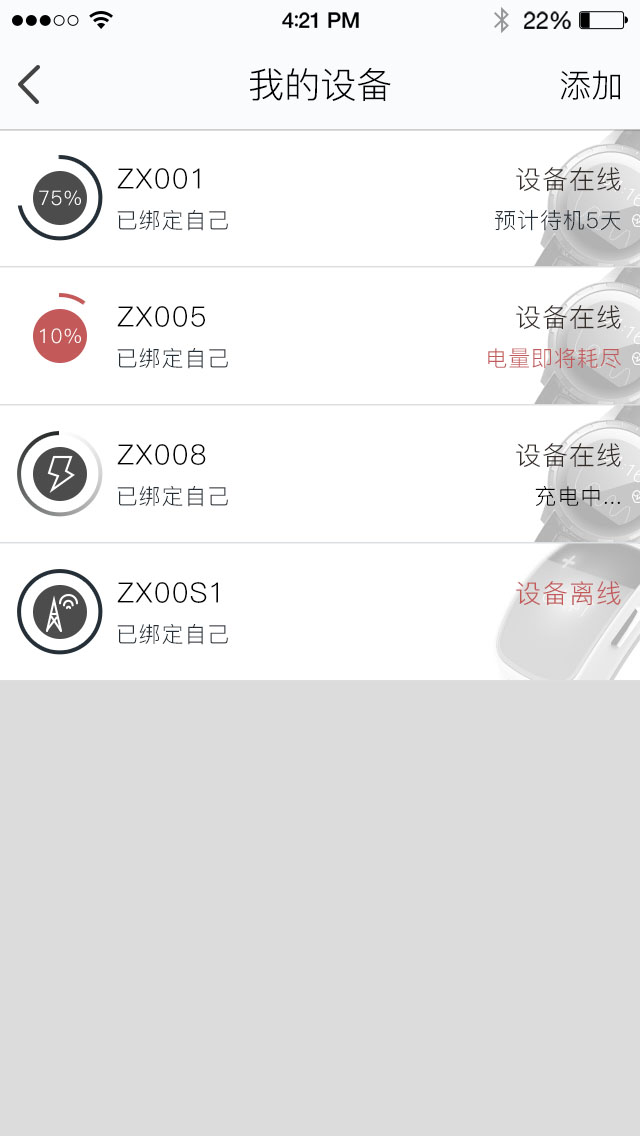 4:21 PM 22%
我的设备 添加
75% ZX001 设备在线
已绑定自己 预计待机5天
10% ZX005 设备在线
已绑定自己 电量即将耗尽
ZX008 设备在线
已绑定自己 充电中...
ZX00S1 设备离线
已绑定自己